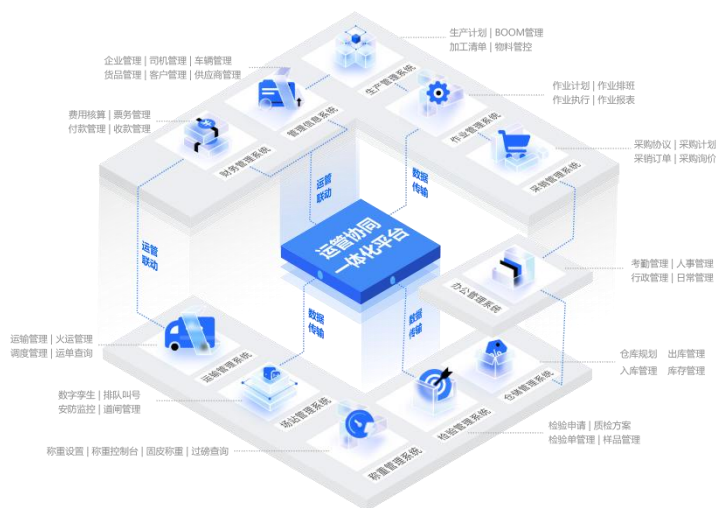 生产计划 | BOOM管理
加工清单 | 物料管控
企业管理 | 司机管理 | 车辆管理
货品管理 | 客户管理 | 供应商管理
生产管理系统
作业计划 | 作业排班
作业执行 | 作业报表
费用核算 | 票务管理
付款管理 | 收款管理
管理信息系统
作业管理系统
采购协议 | 采购计划
采销订单 | 采购询价
财务管理系统
采销管理系统
运管
联动
数据
传输
运管协同
一体化平台
运管
联动
考勤管理 | 人事管理
行政管理 | 日常管理
办公管理系统
数据
传输
数据
传输
运输管理 | 火运管理
调度管理 | 运单查询
运输管理系统
仓库规划 出库管理
入库管理 库存管理
仓储管理系统
数字孪生 | 排队叫号
安防监控 | 道闸管理
场站管理系统
检验管理系统
检验申请 | 质检方案
检验单管理 | 样品管理
称重设置 | 称重控制台 | 固皮称重 | 过磅查询
称重管理系统